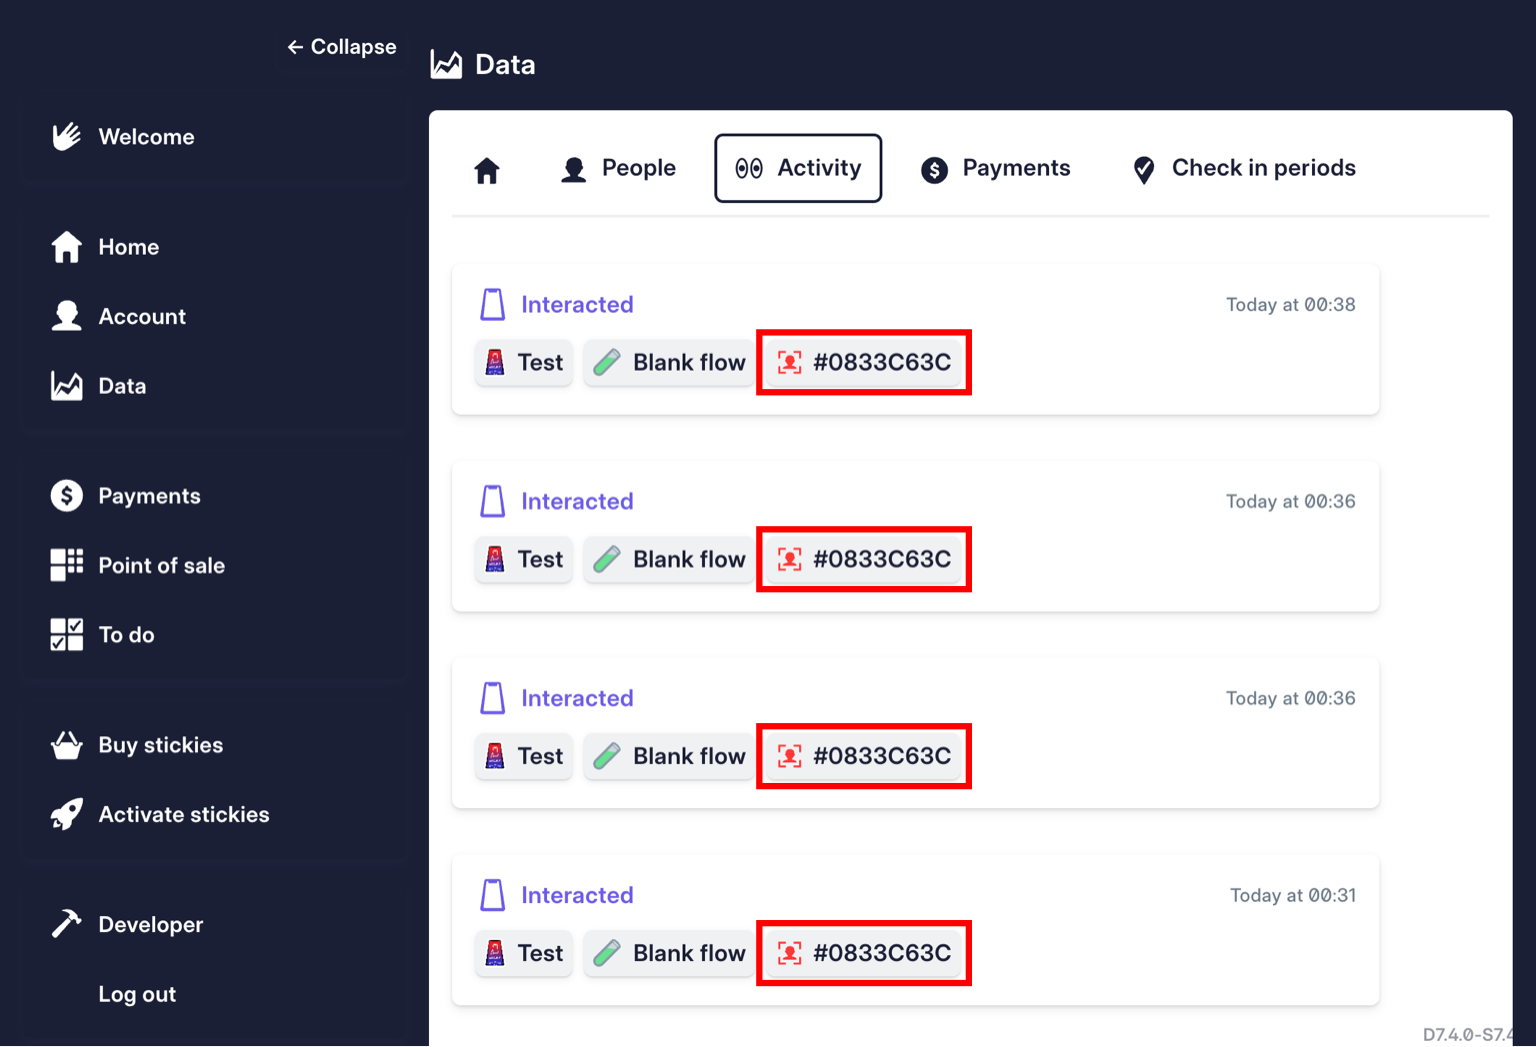 ← Collapse
Data
Welcome
Home
Account
Data
Payments
Point of sale
To do
Buy stickies
Activate stickies
Developer
Log out
People
Activity
Payments
Check in periods
Interacted
Today at 00:38
Test
Blank flow
#0833C63C
Interacted
Today at 00:36
Test
Blank flow
#0833C63C
Interacted
Today at 00:36
Test
Blank flow
#0833C63C
Interacted
Today at 00:31
Test
Blank flow
#0833C63C
D7.4.0-S7.4